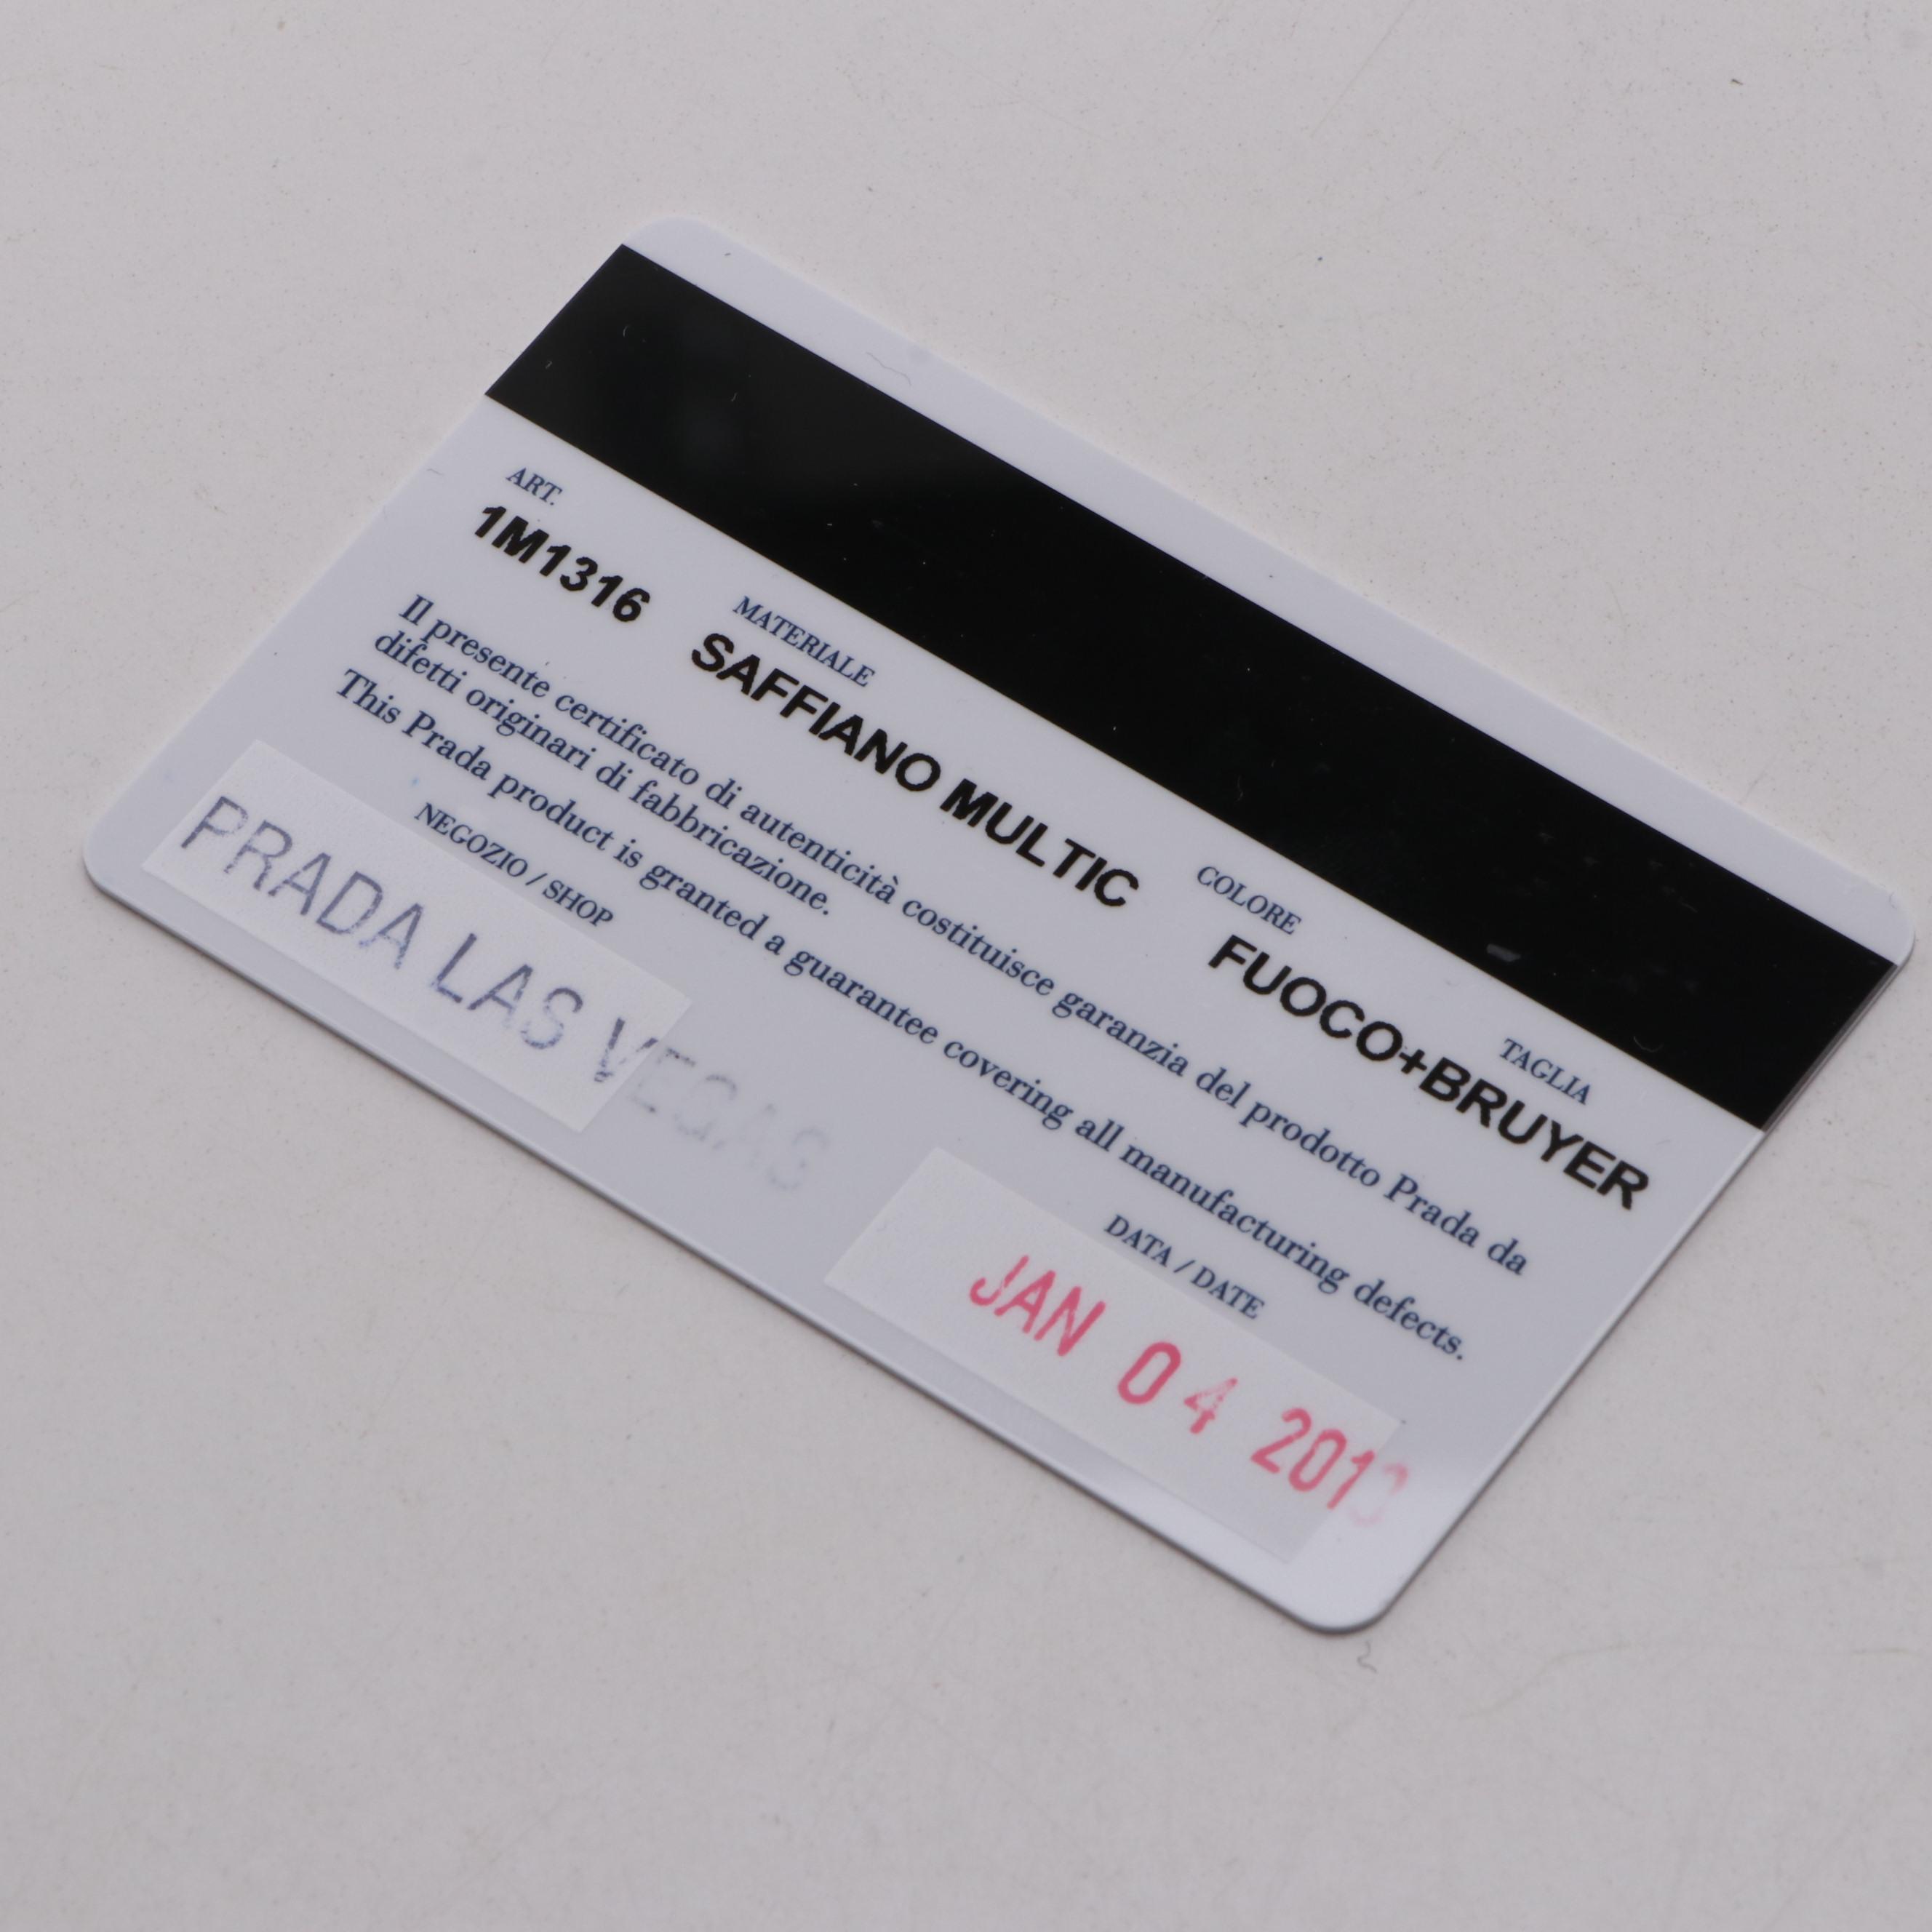 ART. MATERIALE COLORE TAGLIA
1M1316 SAFFIANO MULTIC FUOCO+BRUYER
Il presente certificato di autenticità costituisce garanzia del prodotto Prada da
difetti originari di fabbricazione.
This Prada product is granted a guarantee covering all manufacturing defects.
NEGOZIO / SHOP DATA / DATE
PRADA LAS VEGAS JAN 04 2013